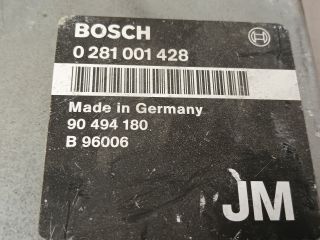 BOSCH
0 281 001 428
Made in Germany
90 494 180
B 96006
JM